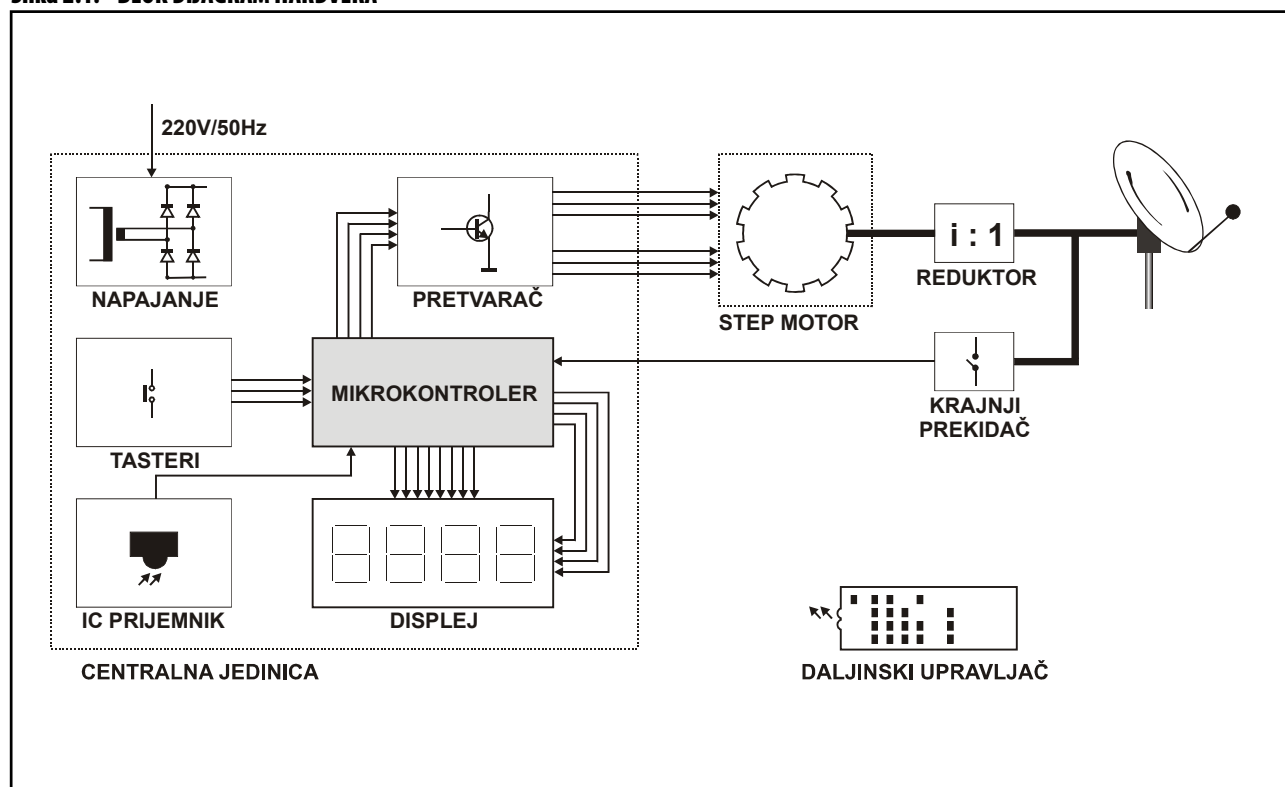 220V/50Hz
NAPAJANJE
PRETVARAČ
STEP MOTOR
i : 1
REDUKTOR
TASTERI
MIKROKONTROLER
KRAJNJI
PREKIDAČ
IC PRIJEMNIK
DISPLEJ
CENTRALNA JEDINICA
DALJINSKI UPRAVLJAČ